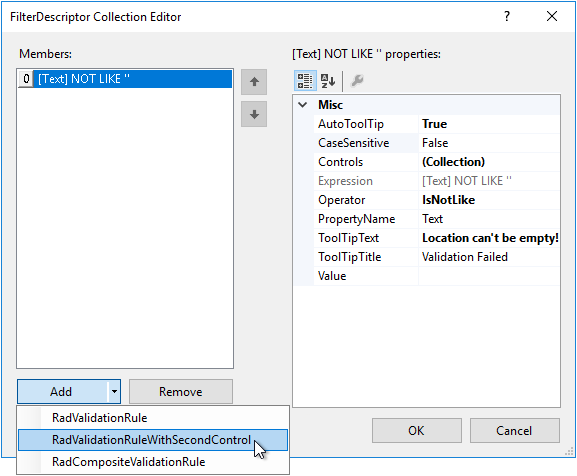 FilterDescriptor Collection Editor
Members:
0 [Text] NOT LIKE ''
[Text] NOT LIKE '' properties:
Misc
AutoToolTip True
CaseSensitive False
Controls (Collection)
Expression [Text] NOT LIKE ''
Operator IsNotLike
PropertyName Text
ToolTipText Location can't be empty!
ToolTipTitle Validation Failed
Value
Add Remove
RadValidationRule
RadValidationRuleWithSecondControl
RadCompositeValidationRule
OK Cancel